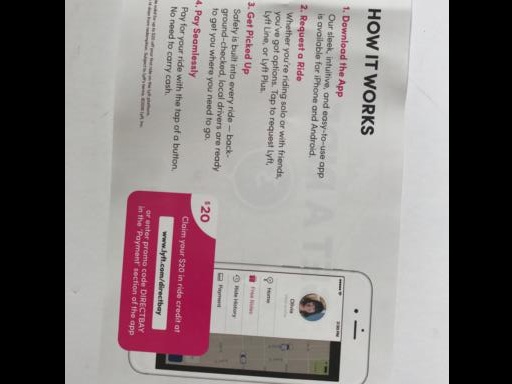 HOW IT WORKS
1. Download the App
Our sleek, intuitive, and easy-to-use app
is available for iPhone and Android.
2. Request a Ride
Whether you're riding solo or with friends,
you've got options. Tap to request Lyft,
Lyft Line, or Lyft Plus.
3. Get Picked Up
Safety is built into every ride — back-
ground-checked, local drivers are ready
to get you where you need to go.
4. Pay Seamlessly
Pay for your ride with the tap of a button.
No need to carry cash.
$20
Claim your $20 in ride credit at
www.lyft.com/directbay
or enter promo code DIRECTBAY
in the 'Payment' section of the app
Olivia
Home
Free Rides
Ride History
Payment